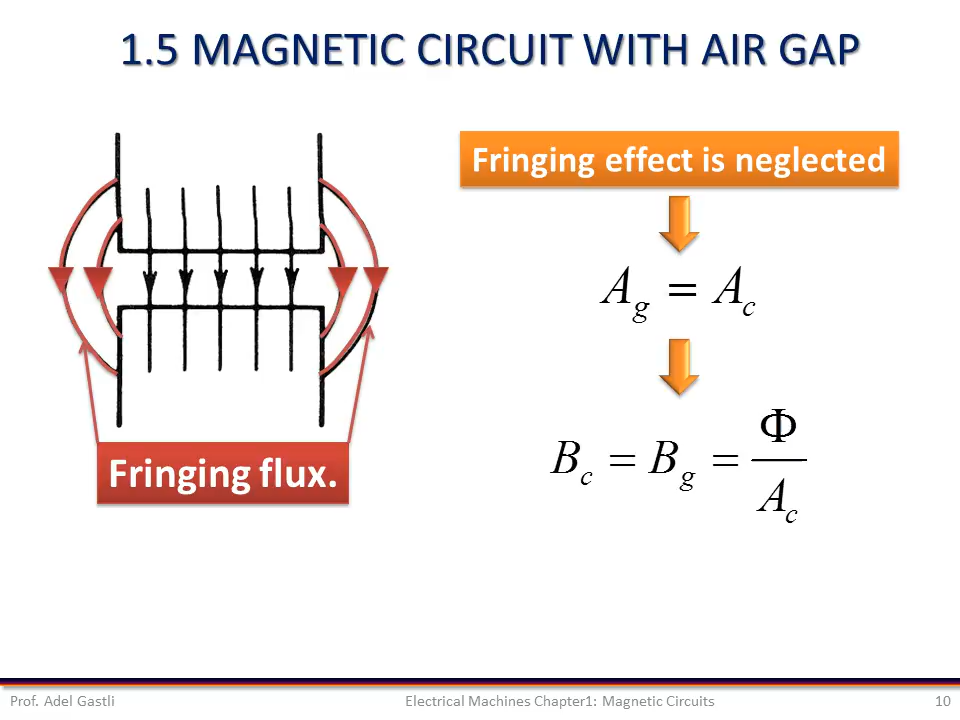 1.5 MAGNETIC CIRCUIT WITH AIR GAP
Fringing effect is neglected
A_g = A_c
B_c = B_g = Φ / A_c
Fringing flux.
Prof. Adel Gastli
Electrical Machines Chapter1: Magnetic Circuits
10